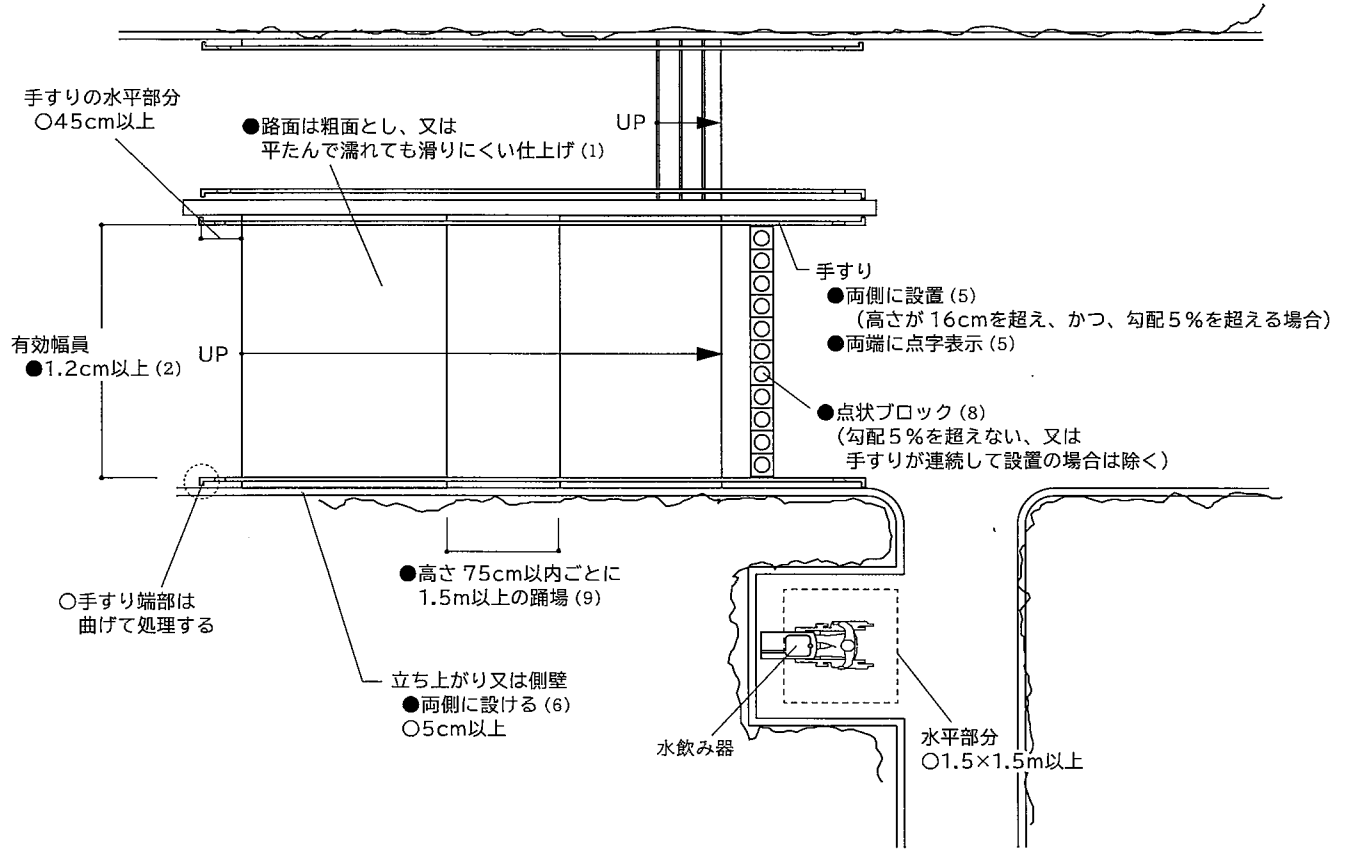 手すりの水平部分
○45cm以上
●路面は粗面とし、又は
平たんで濡れても滑りにくい仕上げ(1)
UP
手すり
●両側に設置(5)
(高さが16cmを超え、かつ、勾配5%を超える場合)
●両端に点字表示(5)
有効幅員
●1.2cm以上(2)
UP
●点状ブロック(8)
(勾配5%を超えない、又は
手すりが連続して設置の場合は除く)
●高さ75cm以内ごとに
1.5m以上の踊場(9)
○手すり端部は
曲げて処理する
立ち上がり又は側壁
●両側に設ける(6)
○5cm以上
水飲み器
水平部分
○1.5×1.5m以上